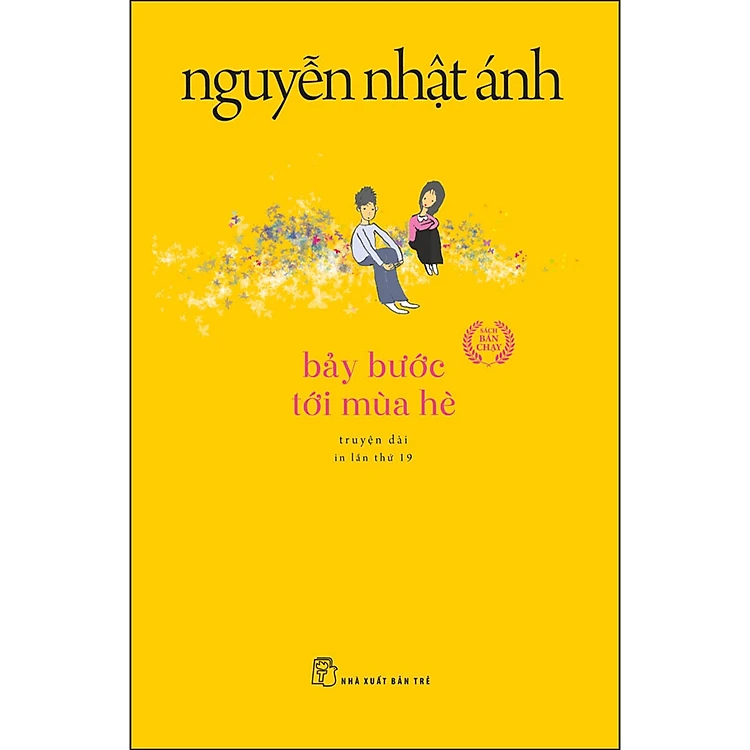 nguyễn nhật ánh
SÁCH
BÁN
CHẠY
bảy bước
tới mùa hè
truyện dài
in lần thứ 19
NHÀ XUẤT BẢN TRẺ